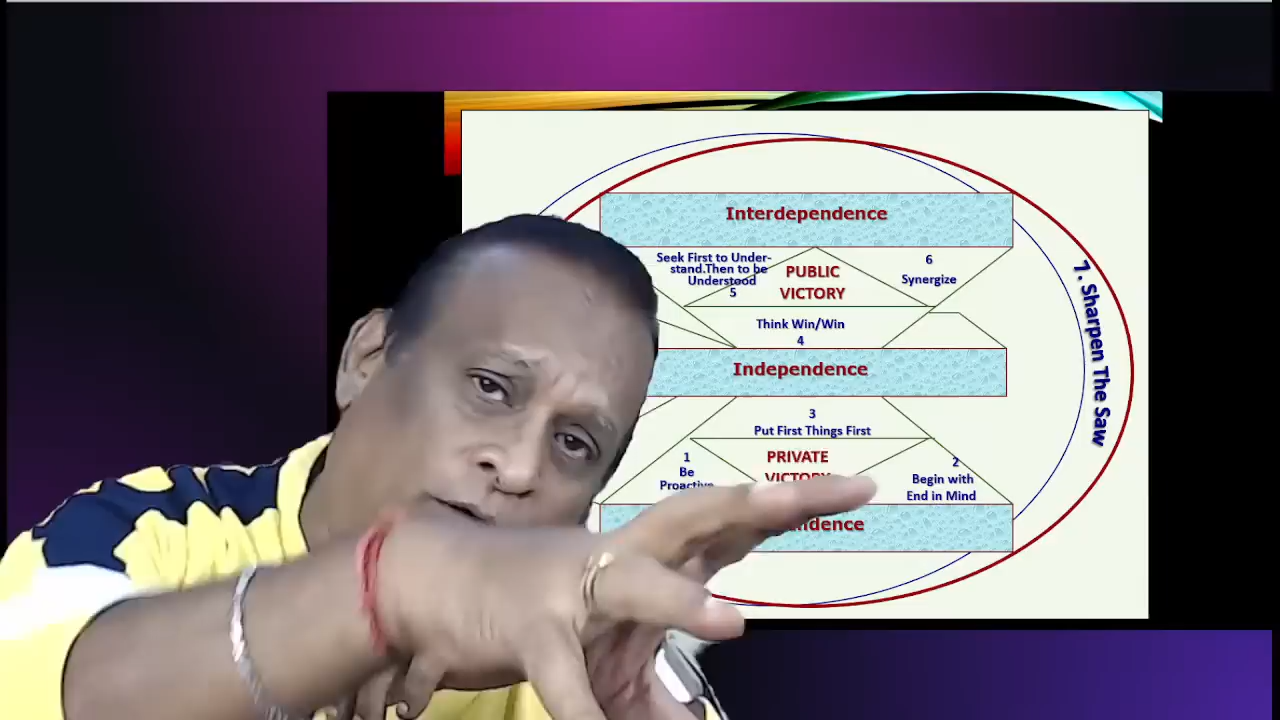 Interdependence
Seek First to Under-
stand.Then to be
Understood
5
PUBLIC
VICTORY
6
Synergize
Think Win/Win
4
Independence
3
Put First Things First
1
Be
Proactive
PRIVATE
VICTORY
2
Begin with
End in Mind
7. Sharpen The Saw